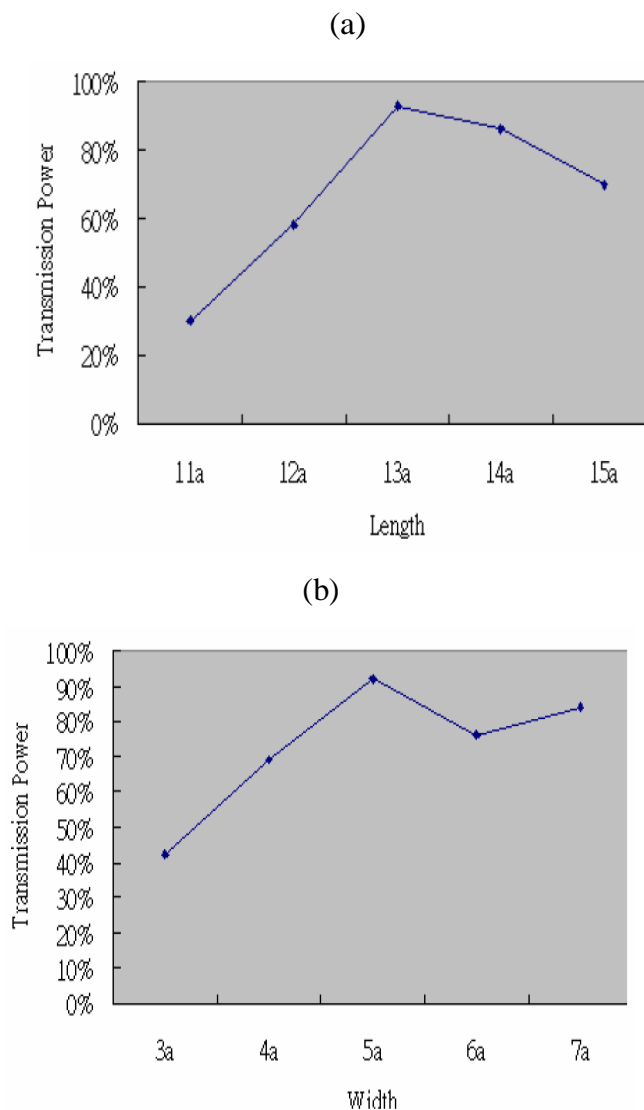 (a)
Transmission Power
100%
80%
60%
40%
20%
0%
11a 12a 13a 14a 15a
Length
(b)
Transmission Power
100%
90%
80%
70%
60%
50%
40%
30%
20%
10%
0%
3a 4a 5a 6a 7a
Width